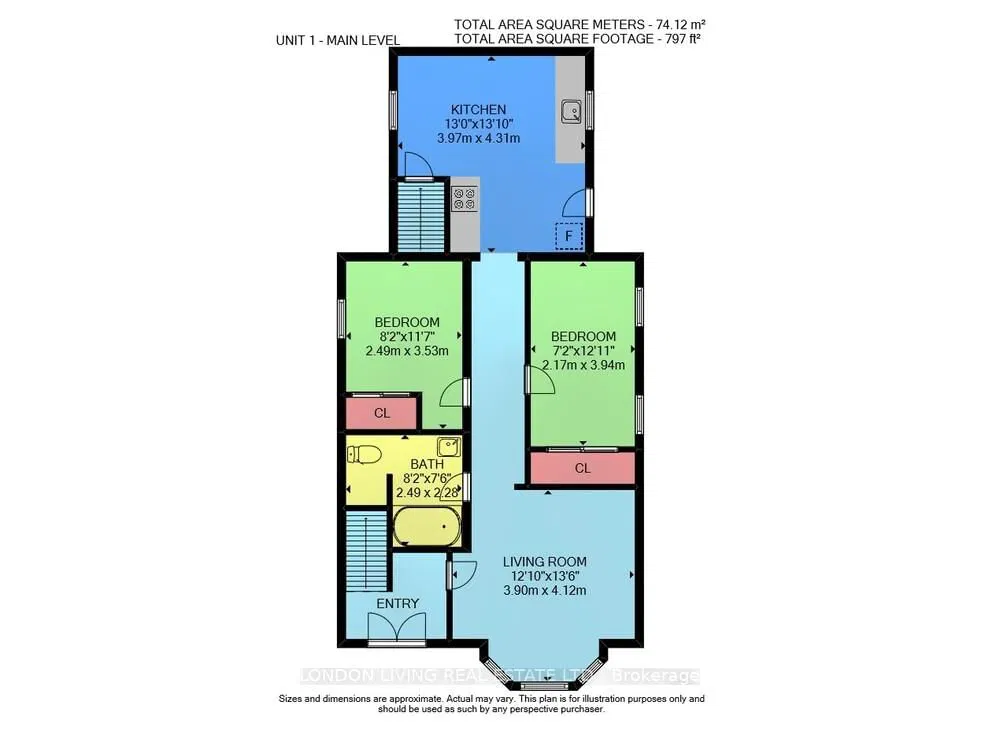 UNIT 1 - MAIN LEVEL
TOTAL AREA SQUARE METERS - 74.12 m²
TOTAL AREA SQUARE FOOTAGE - 797 ft²
KITCHEN
13'0"x13'10"
3.97m x 4.31m
F
BEDROOM
8'2"x11'7"
2.49m x 3.53m
BEDROOM
7'2"x12'11"
2.17m x 3.94m
CL
CL
BATH
8'2"x7'6"
2.49 x 2.28
LIVING ROOM
12'10"x13'6"
3.90m x 4.12m
ENTRY
LONDON LIVING REAL ESTATE LTD., Brokerage
Sizes and dimensions are approximate. Actual may vary. This plan is for illustration purposes only and
should be used as such by any perspective purchaser.